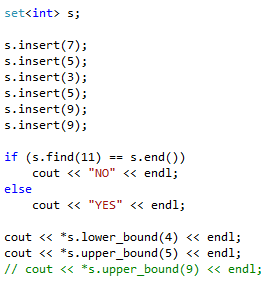 set<int> s;
s.insert(7);
s.insert(5);
s.insert(3);
s.insert(5);
s.insert(9);
s.insert(9);
if (s.find(11) == s.end())
    cout << "NO" << endl;
else
    cout << "YES" << endl;
cout << *s.lower_bound(4) << endl;
cout << *s.upper_bound(5) << endl;
// cout << *s.upper_bound(9) << endl;